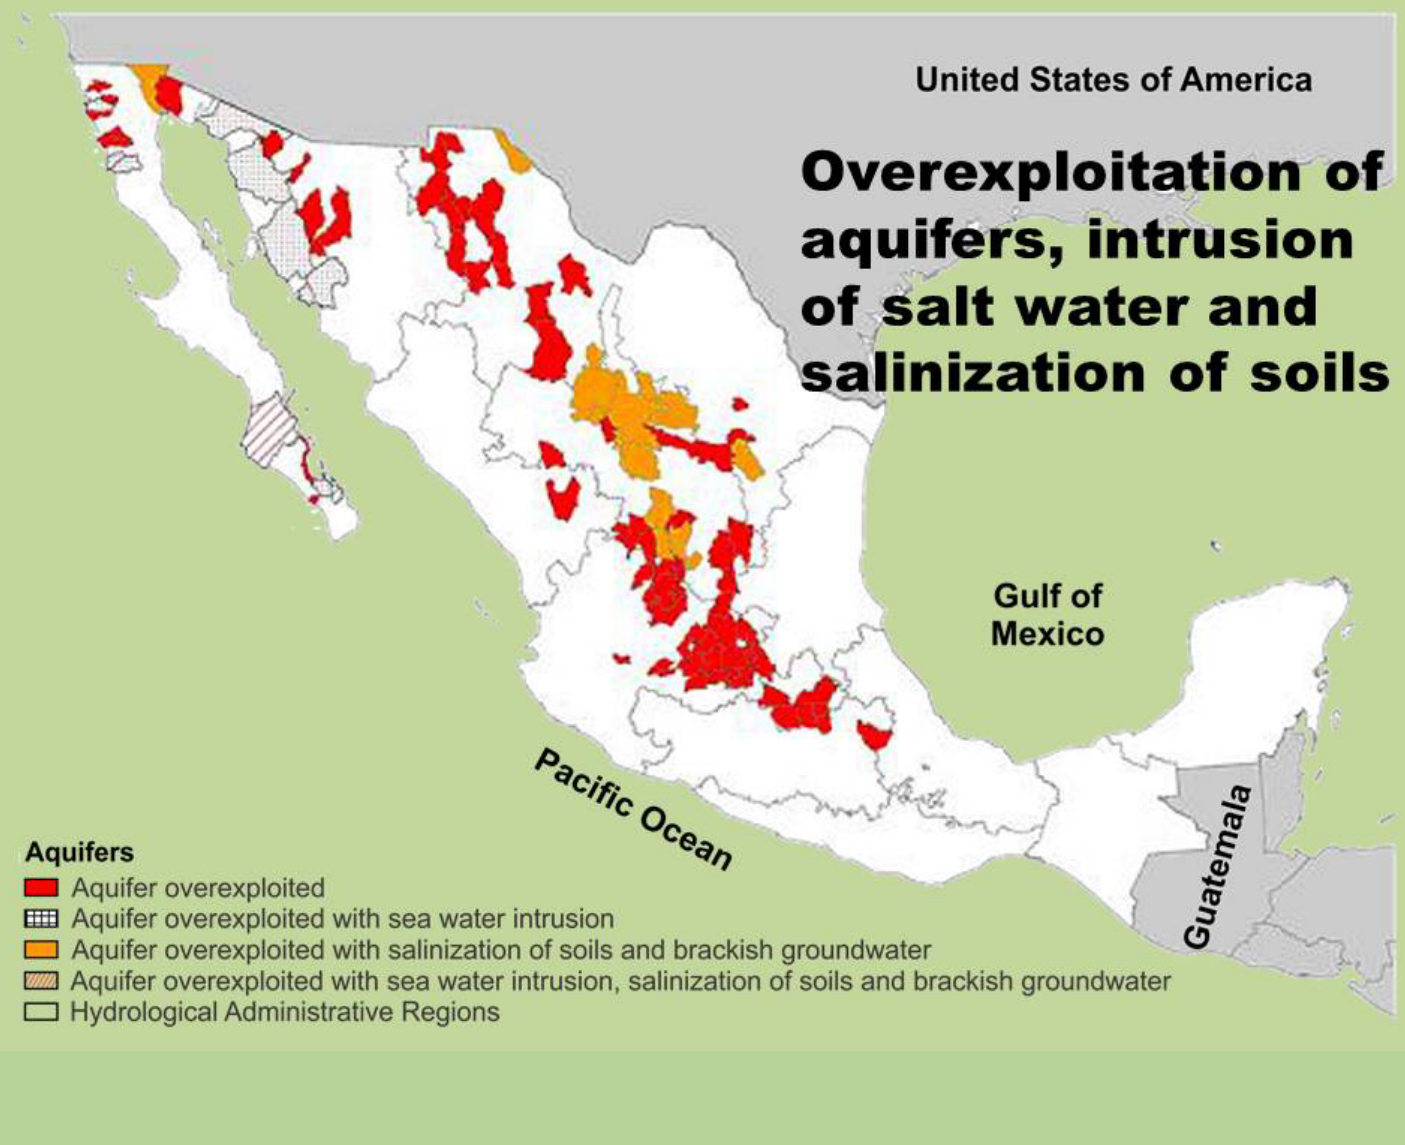 United States of America
Overexploitation of
aquifers, intrusion
of salt water and
salinization of soils
Gulf of
Mexico
Pacific Ocean
Guatemala
Aquifers
Aquifer overexploited
Aquifer overexploited with sea water intrusion
Aquifer overexploited with salinization of soils and brackish groundwater
Aquifer overexploited with sea water intrusion, salinization of soils and brackish groundwater
Hydrological Administrative Regions